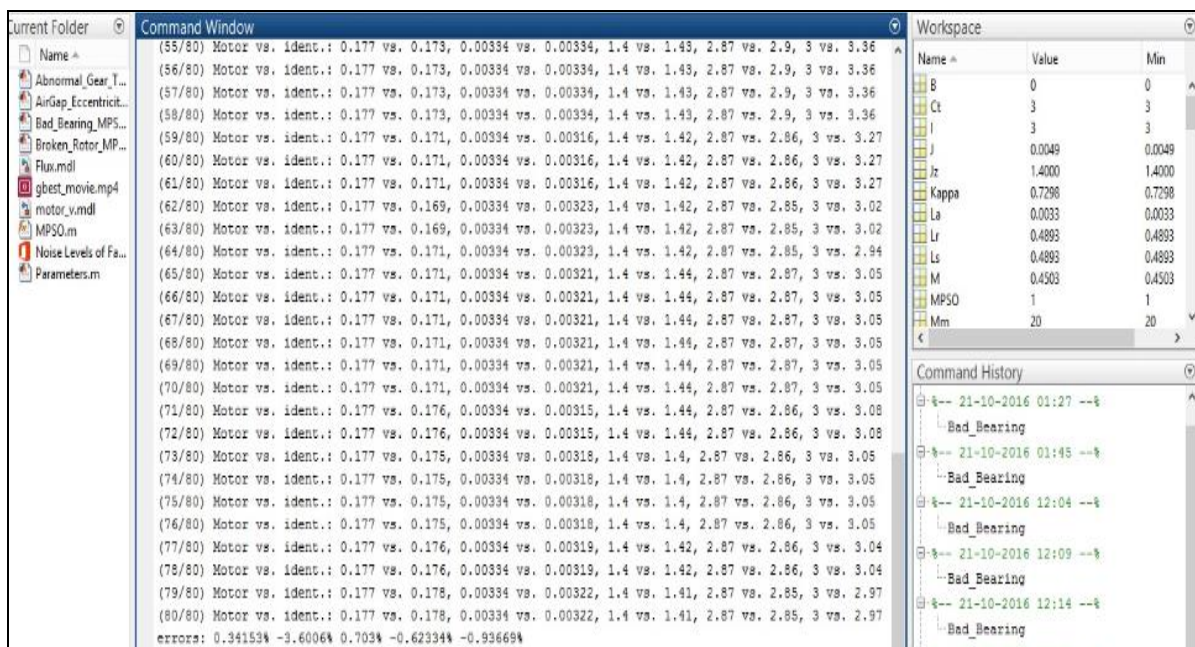 Current Folder
Name
Abnormal_Gear_T...
AirGap_Eccentricit...
Bad_Bearing_MPS...
Broken_Rotor_MP...
Flux.mdl
gbest_movie.mp4
motor_v.mdl
MPSO.m
Noise Levels of Fa...
Parameters.m
Command Window
(55/80) Motor vs. ident.: 0.177 vs. 0.173, 0.00334 vs. 0.00334, 1.4 vs. 1.43, 2.87 vs. 2.9, 3 vs. 3.36
(56/80) Motor vs. ident.: 0.177 vs. 0.173, 0.00334 vs. 0.00334, 1.4 vs. 1.43, 2.87 vs. 2.9, 3 vs. 3.36
(57/80) Motor vs. ident.: 0.177 vs. 0.173, 0.00334 vs. 0.00334, 1.4 vs. 1.43, 2.87 vs. 2.9, 3 vs. 3.36
(58/80) Motor vs. ident.: 0.177 vs. 0.173, 0.00334 vs. 0.00334, 1.4 vs. 1.43, 2.87 vs. 2.9, 3 vs. 3.36
(59/80) Motor vs. ident.: 0.177 vs. 0.171, 0.00334 vs. 0.00316, 1.4 vs. 1.42, 2.87 vs. 2.86, 3 vs. 3.27
(60/80) Motor vs. ident.: 0.177 vs. 0.171, 0.00334 vs. 0.00316, 1.4 vs. 1.42, 2.87 vs. 2.86, 3 vs. 3.27
(61/80) Motor vs. ident.: 0.177 vs. 0.171, 0.00334 vs. 0.00316, 1.4 vs. 1.42, 2.87 vs. 2.86, 3 vs. 3.27
(62/80) Motor vs. ident.: 0.177 vs. 0.169, 0.00334 vs. 0.00323, 1.4 vs. 1.42, 2.87 vs. 2.85, 3 vs. 3.02
(63/80) Motor vs. ident.: 0.177 vs. 0.169, 0.00334 vs. 0.00323, 1.4 vs. 1.42, 2.87 vs. 2.85, 3 vs. 3.02
(64/80) Motor vs. ident.: 0.177 vs. 0.171, 0.00334 vs. 0.00323, 1.4 vs. 1.42, 2.87 vs. 2.85, 3 vs. 2.94
(65/80) Motor vs. ident.: 0.177 vs. 0.171, 0.00334 vs. 0.00321, 1.4 vs. 1.44, 2.87 vs. 2.87, 3 vs. 3.05
(66/80) Motor vs. ident.: 0.177 vs. 0.171, 0.00334 vs. 0.00321, 1.4 vs. 1.44, 2.87 vs. 2.87, 3 vs. 3.05
(67/80) Motor vs. ident.: 0.177 vs. 0.171, 0.00334 vs. 0.00321, 1.4 vs. 1.44, 2.87 vs. 2.87, 3 vs. 3.05
(68/80) Motor vs. ident.: 0.177 vs. 0.171, 0.00334 vs. 0.00321, 1.4 vs. 1.44, 2.87 vs. 2.87, 3 vs. 3.05
(69/80) Motor vs. ident.: 0.177 vs. 0.171, 0.00334 vs. 0.00321, 1.4 vs. 1.44, 2.87 vs. 2.87, 3 vs. 3.05
(70/80) Motor vs. ident.: 0.177 vs. 0.171, 0.00334 vs. 0.00321, 1.4 vs. 1.44, 2.87 vs. 2.87, 3 vs. 3.05
(71/80) Motor vs. ident.: 0.177 vs. 0.176, 0.00334 vs. 0.00315, 1.4 vs. 1.44, 2.87 vs. 2.86, 3 vs. 3.08
(72/80) Motor vs. ident.: 0.177 vs. 0.176, 0.00334 vs. 0.00315, 1.4 vs. 1.44, 2.87 vs. 2.86, 3 vs. 3.08
(73/80) Motor vs. ident.: 0.177 vs. 0.175, 0.00334 vs. 0.00318, 1.4 vs. 1.4, 2.87 vs. 2.86, 3 vs. 3.05
(74/80) Motor vs. ident.: 0.177 vs. 0.175, 0.00334 vs. 0.00318, 1.4 vs. 1.4, 2.87 vs. 2.86, 3 vs. 3.05
(75/80) Motor vs. ident.: 0.177 vs. 0.175, 0.00334 vs. 0.00318, 1.4 vs. 1.4, 2.87 vs. 2.86, 3 vs. 3.05
(76/80) Motor vs. ident.: 0.177 vs. 0.175, 0.00334 vs. 0.00318, 1.4 vs. 1.4, 2.87 vs. 2.86, 3 vs. 3.05
(77/80) Motor vs. ident.: 0.177 vs. 0.176, 0.00334 vs. 0.00319, 1.4 vs. 1.42, 2.87 vs. 2.86, 3 vs. 3.04
(78/80) Motor vs. ident.: 0.177 vs. 0.176, 0.00334 vs. 0.00319, 1.4 vs. 1.42, 2.87 vs. 2.86, 3 vs. 3.04
(79/80) Motor vs. ident.: 0.177 vs. 0.178, 0.00334 vs. 0.00322, 1.4 vs. 1.41, 2.87 vs. 2.85, 3 vs. 2.97
(80/80) Motor vs. ident.: 0.177 vs. 0.178, 0.00334 vs. 0.00322, 1.4 vs. 1.41, 2.87 vs. 2.85, 3 vs. 2.97
errors: 0.34153% -3.6006% 0.703% -0.62334% -0.93669%
Workspace
Name Value Min
B 0 0
Ct 3 3
I 3 3
J 0.0049 0.0049
Jz 1.4000 1.4000
Kappa 0.7298 0.7298
La 0.0033 0.0033
Lr 0.4893 0.4893
Ls 0.4893 0.4893
M 0.4503 0.4503
MPSO 1 1
Mm 20 20
Command History
%-- 21-10-2016 01:27 --%
Bad_Bearing
%-- 21-10-2016 01:45 --%
Bad_Bearing
%-- 21-10-2016 12:04 --%
Bad_Bearing
%-- 21-10-2016 12:09 --%
Bad_Bearing
%-- 21-10-2016 12:14 --%
Bad_Bearing